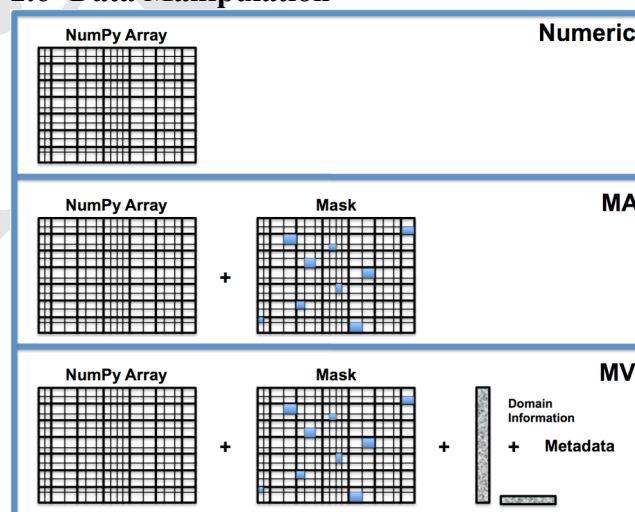 Data Manipulation
Numeric
NumPy Array
MA
NumPy Array
Mask
+
MV
NumPy Array
Mask
Domain
Information
+
+
+
Metadata